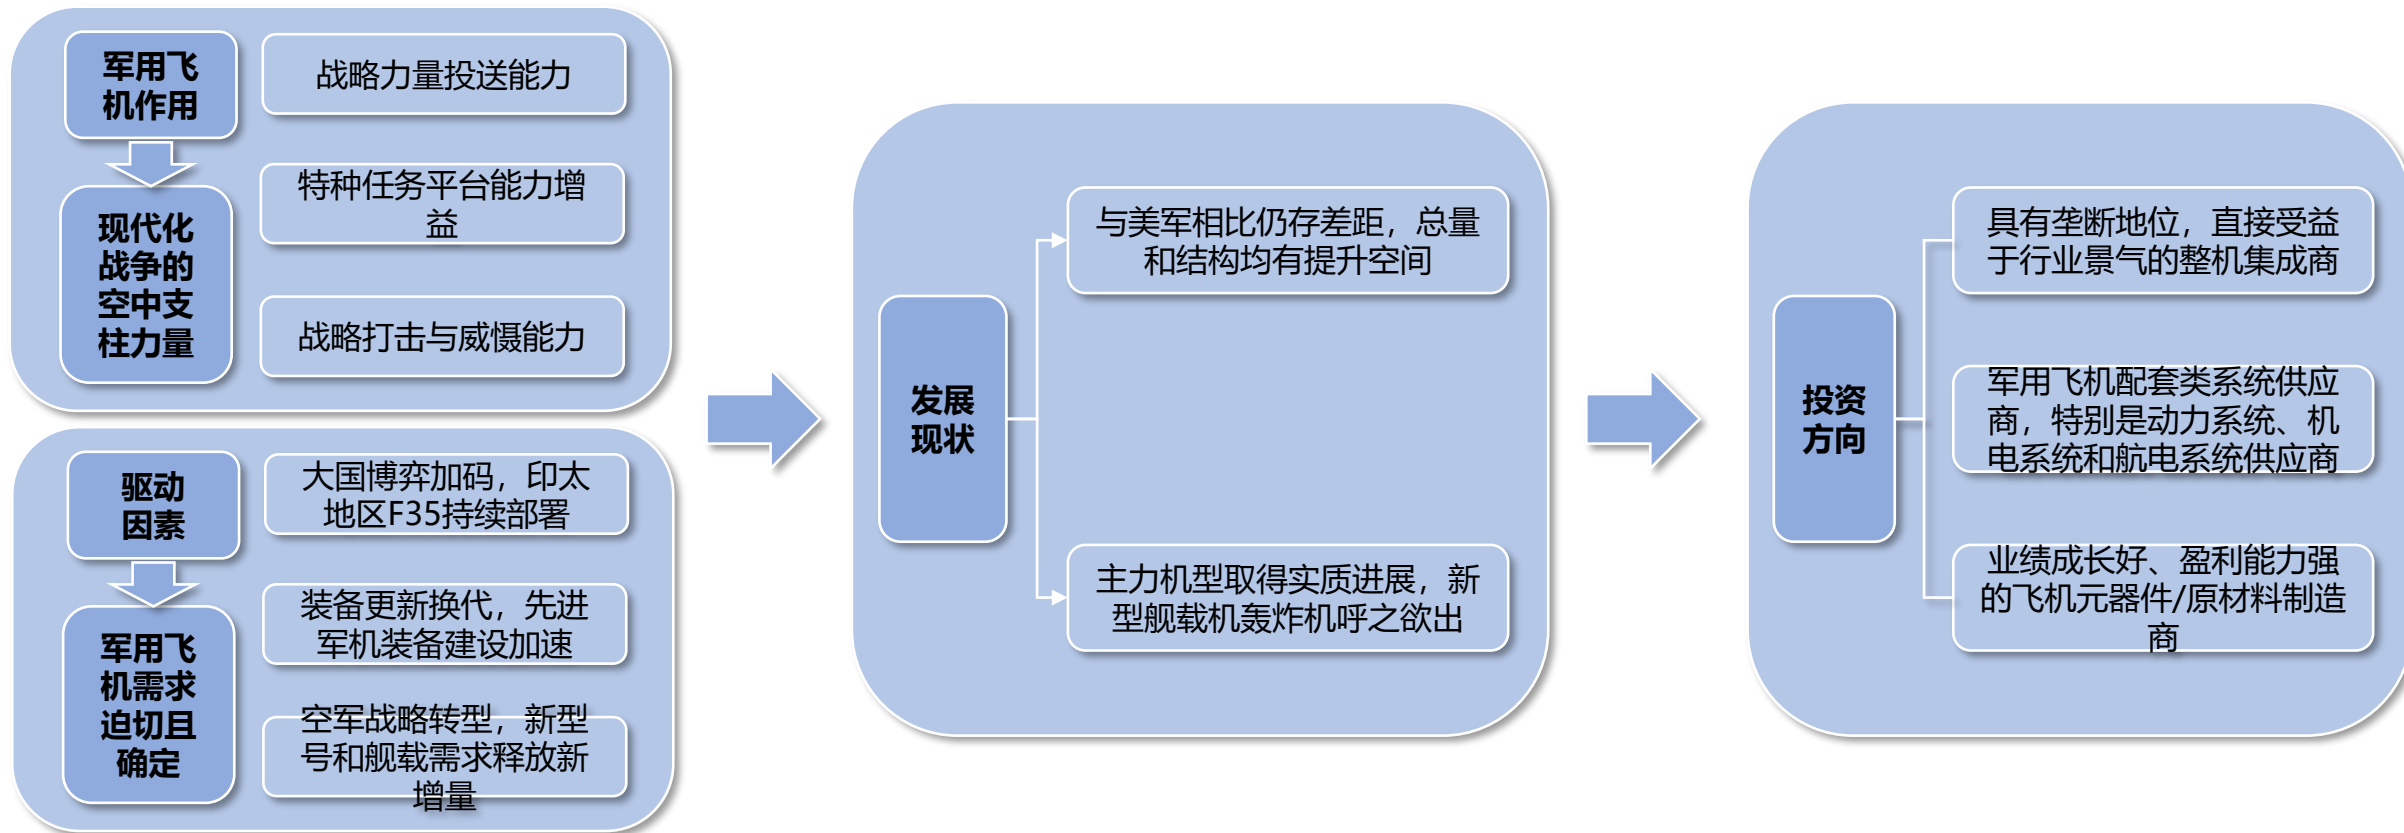 军用飞
机作用
现代化
战争的
空中支
柱力量
战略力量投送能力
特种任务平台能力增
益
战略打击与威慑能力
驱动
因素
军用飞
机需求
迫切且
确定
大国博弈加码，印太
地区F35持续部署
装备更新换代，先进
军机装备建设加速
空军战略转型，新型
号和舰载需求释放新
增量
发展
现状
与美军相比仍存差距，总量
和结构均有提升空间
主力机型取得实质进展，新
型舰载机轰炸机呼之欲出
投资
方向
具有垄断地位，直接受益
于行业景气的整机集成商
军用飞机配套类系统供应
商，特别是动力系统、机
电系统和航电系统供应商
业绩成长好、盈利能力强
的飞机元器件/原材料制造
商